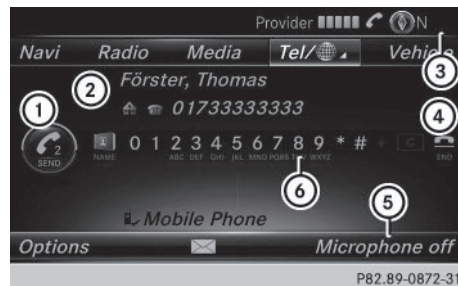 Provider N
Navi Radio Media Tel/ Vehicle
3
1 2
Förster, Thomas
4
01733333333
2
SEND
NAME
0 1 2 3 4 5 6 7 8 9 * # + C
ABC DEF GHI JKL MNO PQRS TUV WXYZ
END
6
5
Mobile Phone
Options Microphone off
P82.89-0872-31